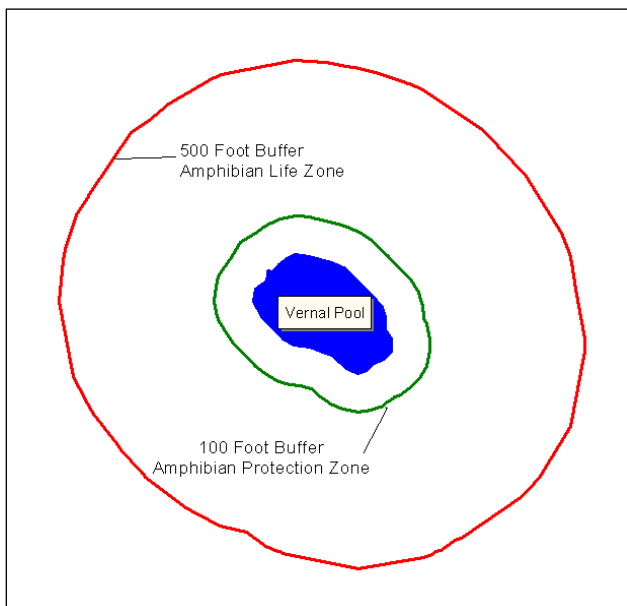 500 Foot Buffer
Amphibian Life Zone
Vernal Pool
100 Foot Buffer
Amphibian Protection Zone